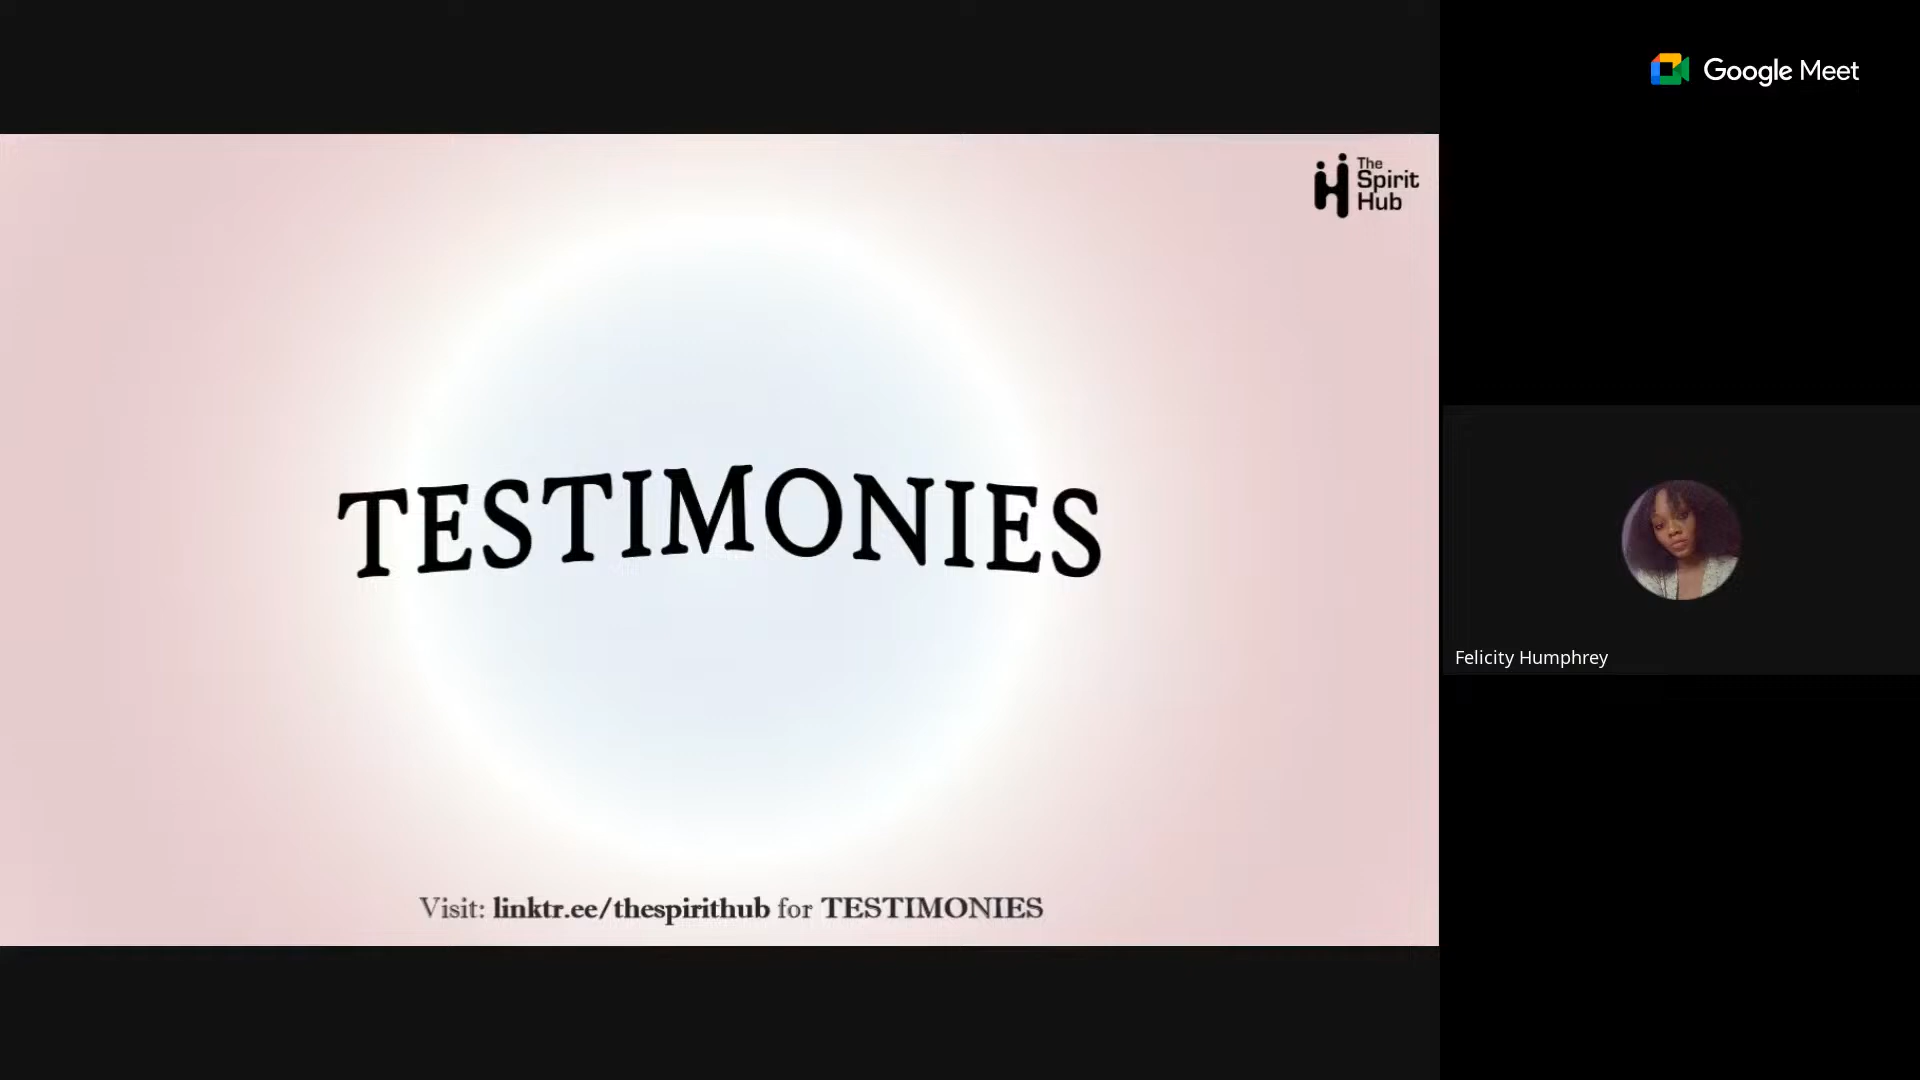 Google Meet
The
Spirit
Hub
TESTIMONIES
Felicity Humphrey
Visit: linktr.ee/thespirithub for TESTIMONIES